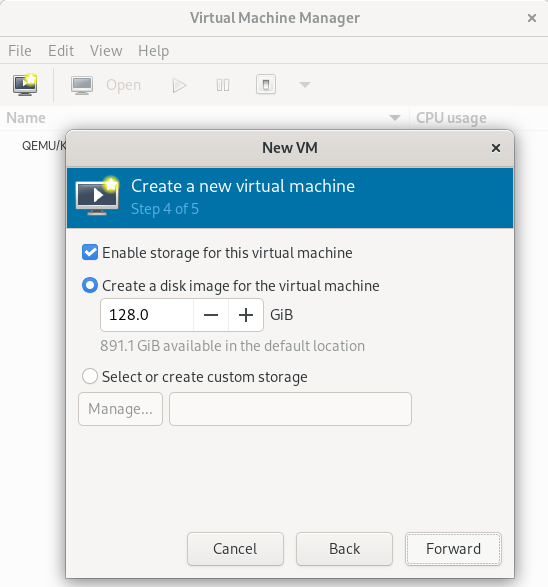 Virtual Machine Manager
File Edit View Help
Open
Name CPU usage
QEMU/K
New VM
Create a new virtual machine
Step 4 of 5
Enable storage for this virtual machine
Create a disk image for the virtual machine
128.0 GiB
891.1 GiB available in the default location
Select or create custom storage
Manage...
Cancel Back Forward